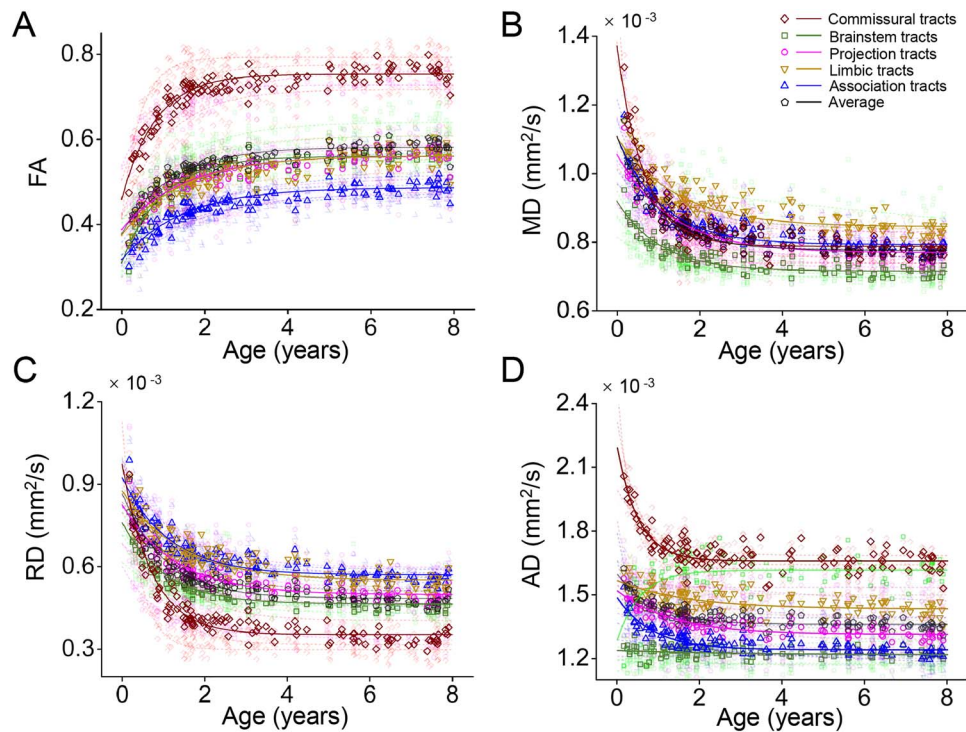 A
0.8
0.6
0.4
0.2
FA
0 2 4 6 8
Age (years)
B
× 10⁻³
1.4
1.2
1.0
0.8
0.6
MD (mm²/s)
0 2 4 6 8
Age (years)
Commissural tracts
Brainstem tracts
Projection tracts
Limbic tracts
Association tracts
Average
C
× 10⁻³
1.2
0.9
0.6
0.3
RD (mm²/s)
0 2 4 6 8
Age (years)
D
× 10⁻³
2.4
2.1
1.8
1.5
1.2
AD (mm²/s)
0 2 4 6 8
Age (years)